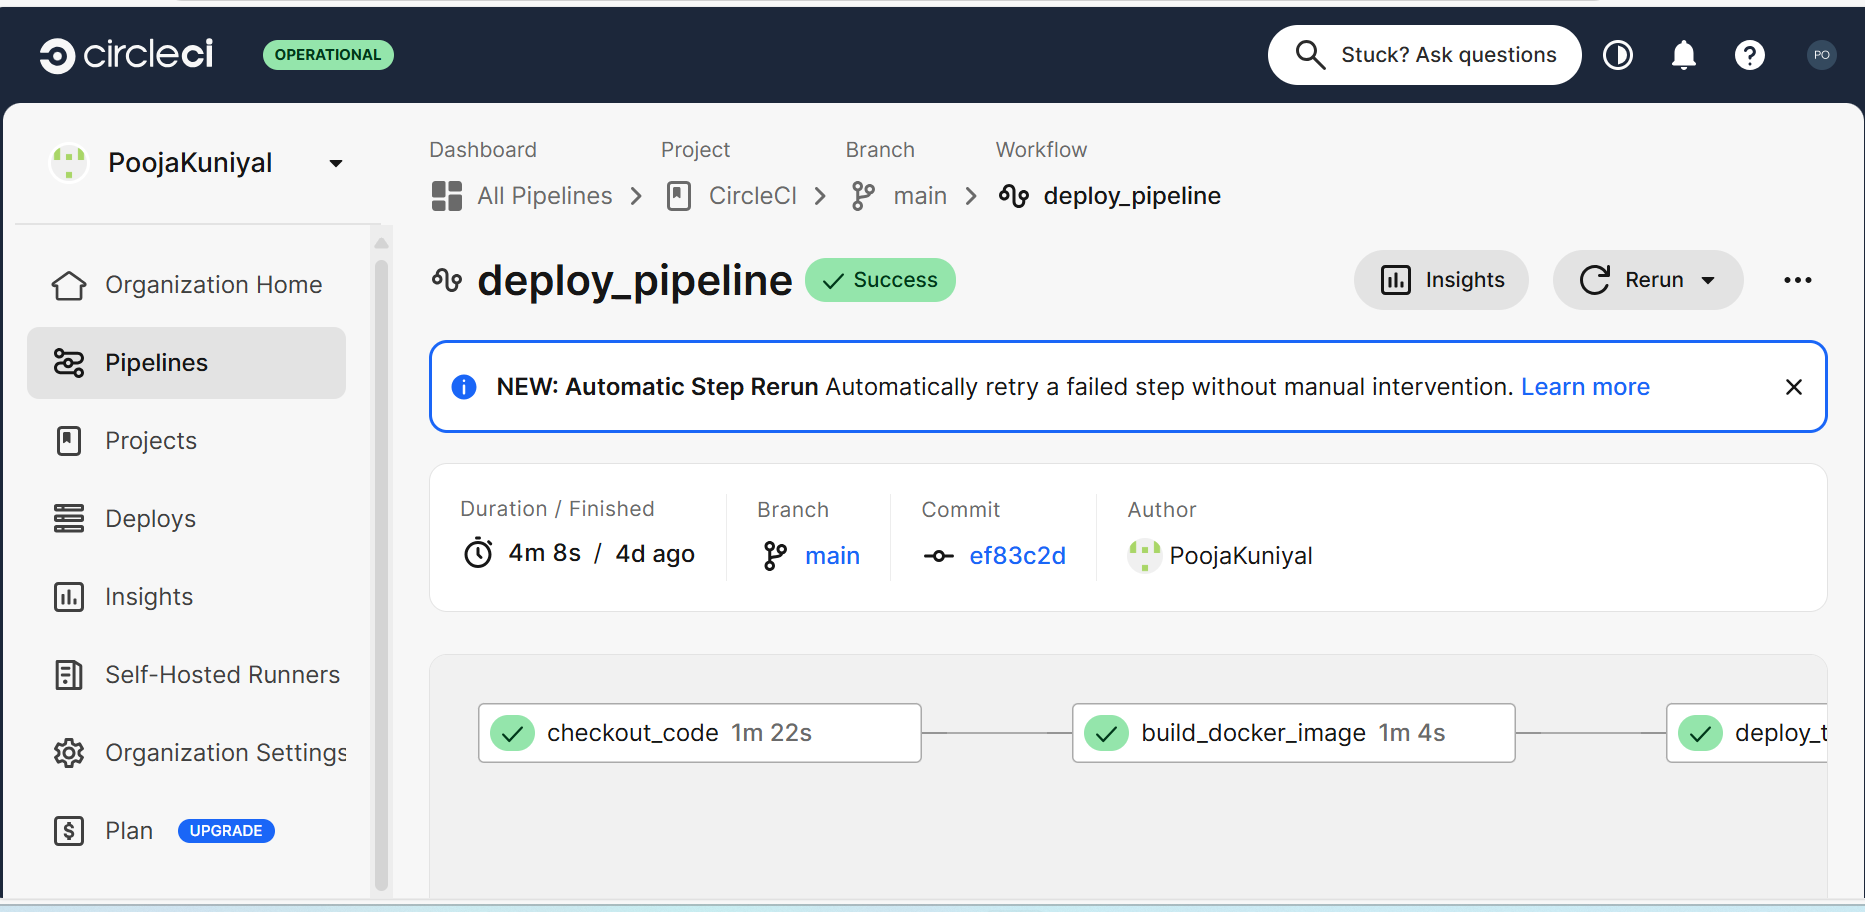 circleci OPERATIONAL Stuck? Ask questions PO
PoojaKuniyal
Organization Home
Pipelines
Projects
Deploys
Insights
Self-Hosted Runners
Organization Settings
Plan UPGRADE
Dashboard Project Branch Workflow
All Pipelines CircleCI main deploy_pipeline
deploy_pipeline Success Insights Rerun
NEW: Automatic Step Rerun Automatically retry a failed step without manual intervention. Learn more
Duration / Finished Branch Commit Author
4m 8s / 4d ago main ef83c2d PoojaKuniyal
checkout_code 1m 22s build_docker_image 1m 4s deploy_t